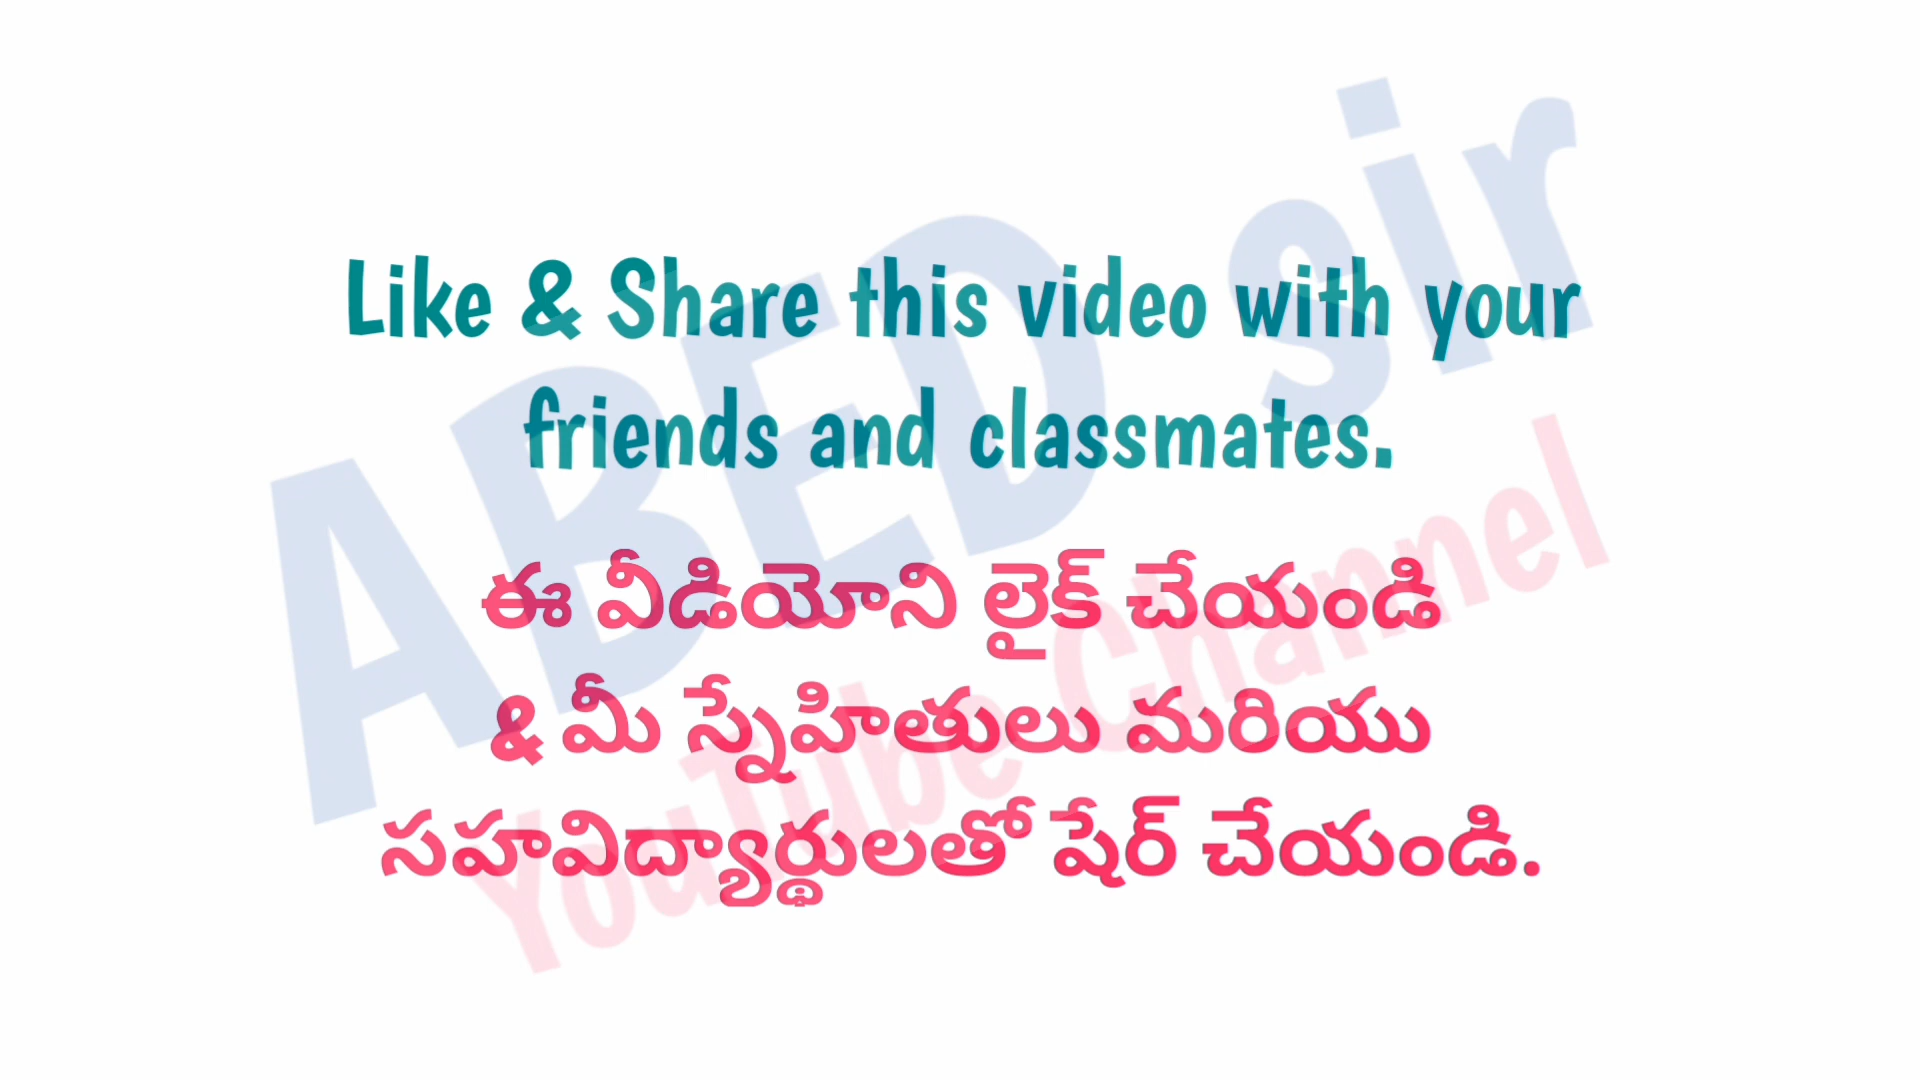 Like & Share this video with your
friends and classmates.
ఈ వీడియోని లైక్ చేయండి
& మీ స్నేహితులు మరియు
సహవిద్యార్థులతో షేర్ చేయండి.
ABED sir
YouTube Channel